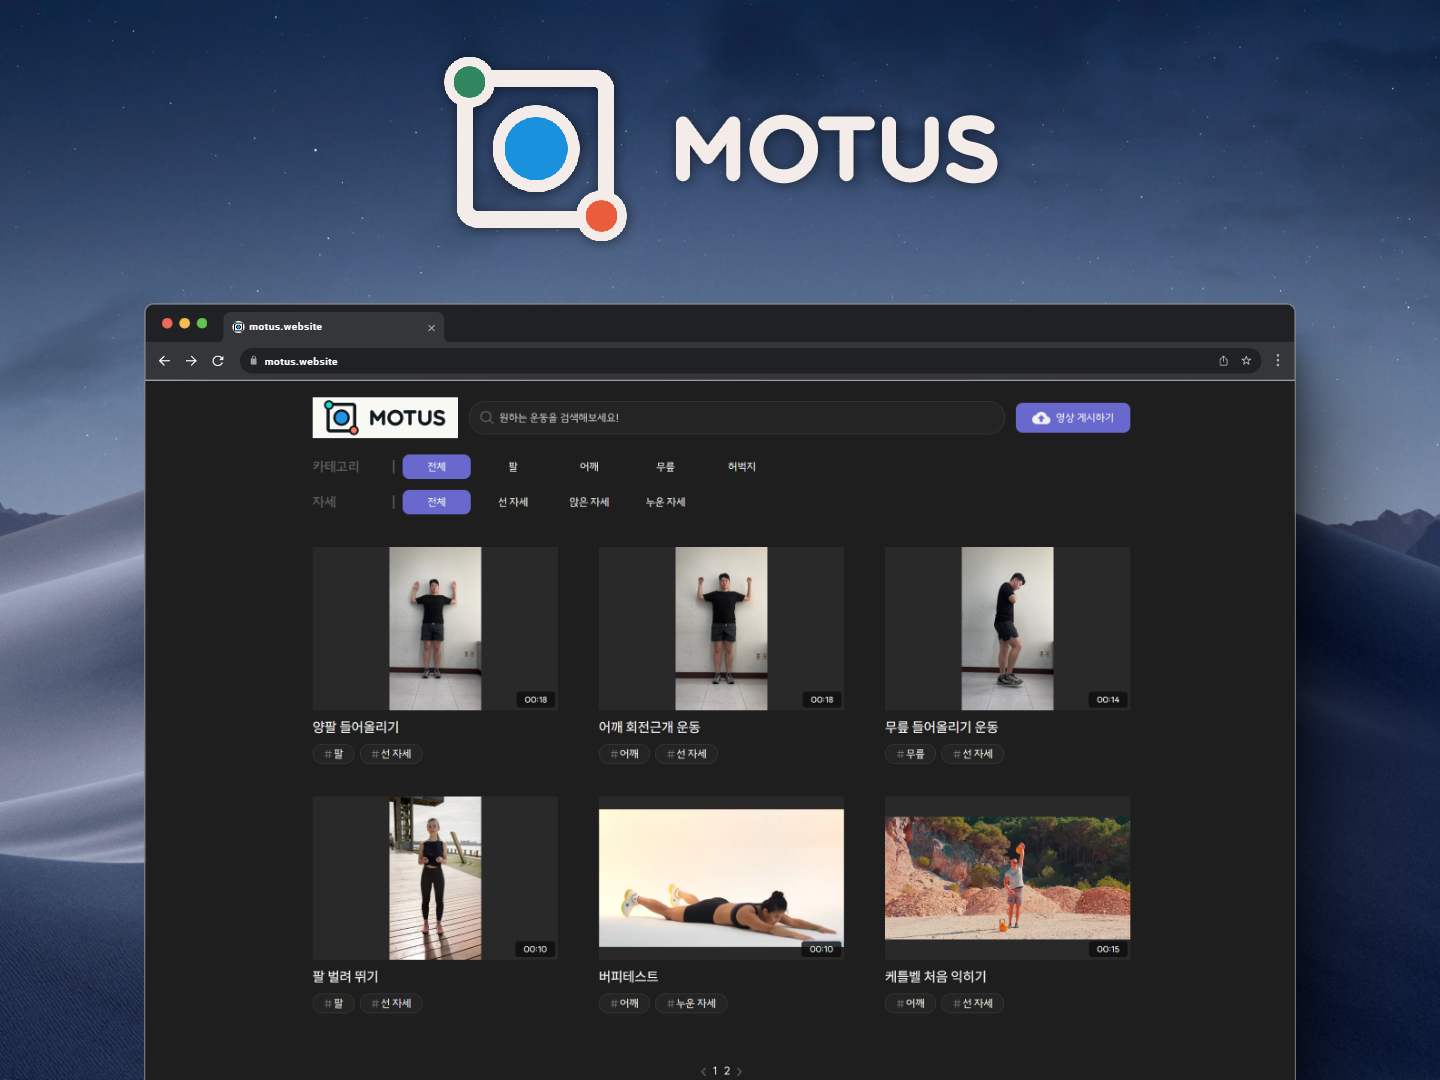 MOTUS
motus.website
motus.website
MOTUS
원하는 운동을 검색해보세요!
영상 게시하기
카테고리 | 전체 팔 어깨 무릎 허벅지
자세 | 전체 선 자세 앉은 자세 누운 자세
00:18
00:18
00:14
양팔 들어올리기
#팔 #선 자세
어깨 회전근개 운동
#어깨 #선 자세
무릎 들어올리기 운동
#무릎 #선 자세
00:10
00:10
00:15
팔 벌려 뛰기
#팔 #선 자세
버피테스트
#어깨 #누운 자세
케틀벨 처음 익히기
#어깨 #선 자세
< 1 2 >